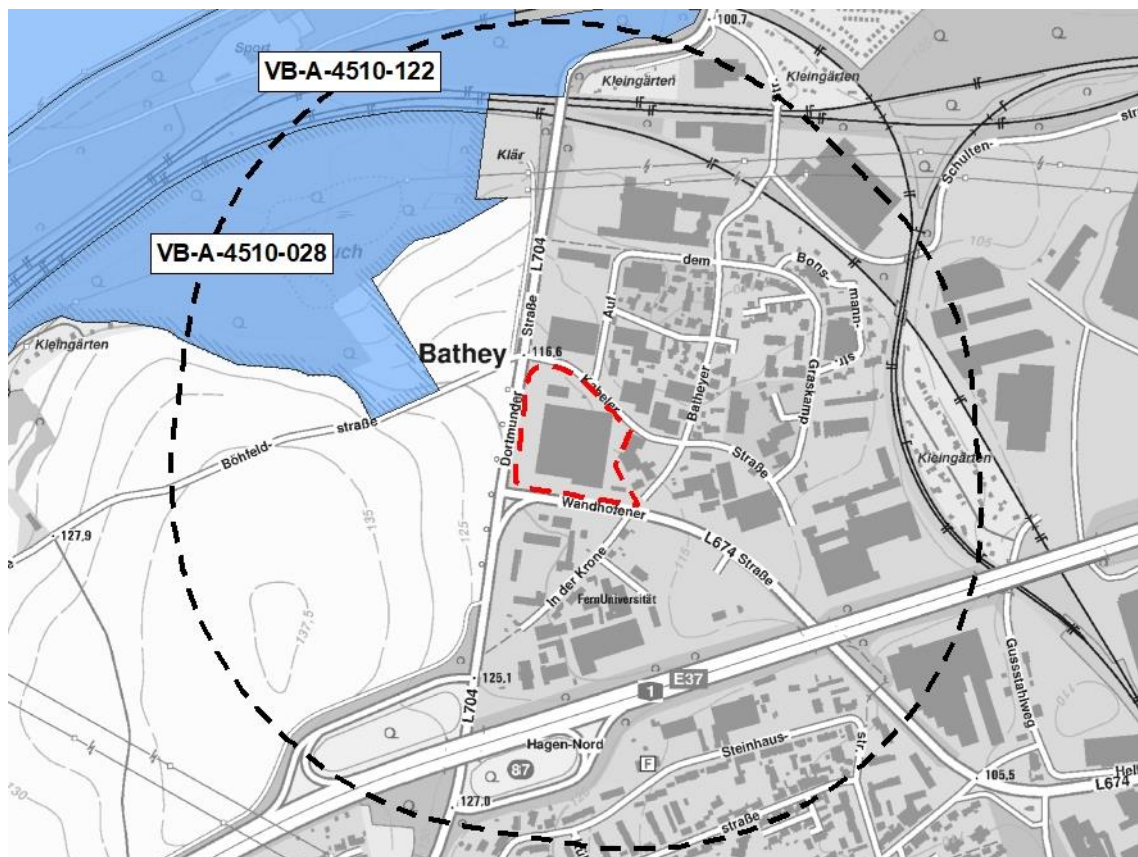 100,7
Sport
VB-A-4510-122
Kleingärten
Kleingärten
Klär
Schulten-
L704
VB-A-4510-028
105
dem
Bons-
mann-
str.
Auf
Straße
Kleingärten
Bathey
116,6
Kabeler
Batheyer
Graskamp
Dortmunder
straße
Böhfeld-
Straße
Kleingärten
Wandhofener
127,9
135
125
L674 Straße
115
In der Krone
FernUniversität
137,5
125,1
E37
1
L704
Gussstahlweg
110
Hagen-Nord
Steinhaus-
str.
87
F
130
127,0
105,5
L674
straße